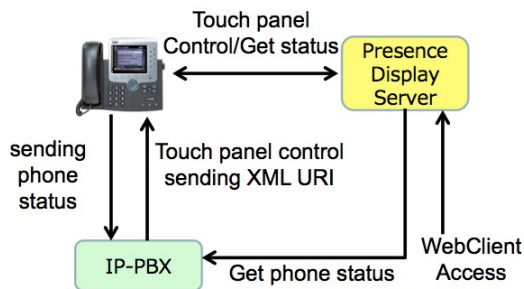 Touch panel
Control/Get status
Presence
Display
Server
sending
phone
status
Touch panel control
sending XML URI
IP-PBX
Get phone status
WebClient
Access